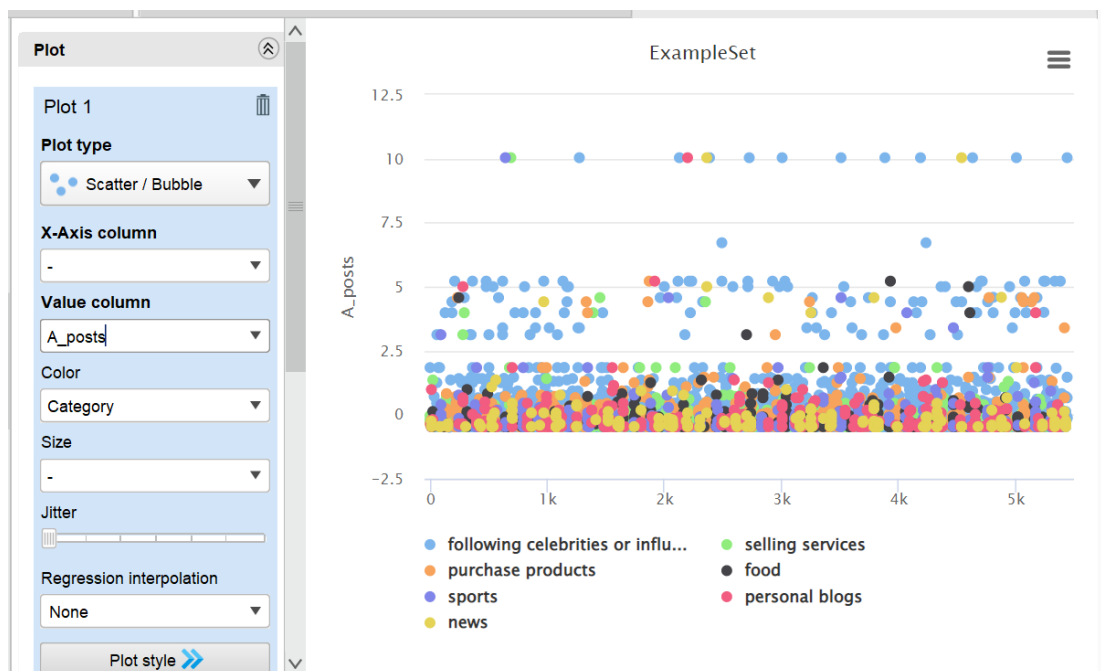 Plot
Plot 1
Plot type
Scatter / Bubble
X-Axis column
-
Value column
A_posts
Color
Category
Size
-
Jitter
Regression interpolation
None
Plot style
ExampleSet
A_posts
12.5
10
7.5
5
2.5
0
-2.5
0 1k 2k 3k 4k 5k
following celebrities or influ... selling services
purchase products food
sports personal blogs
news